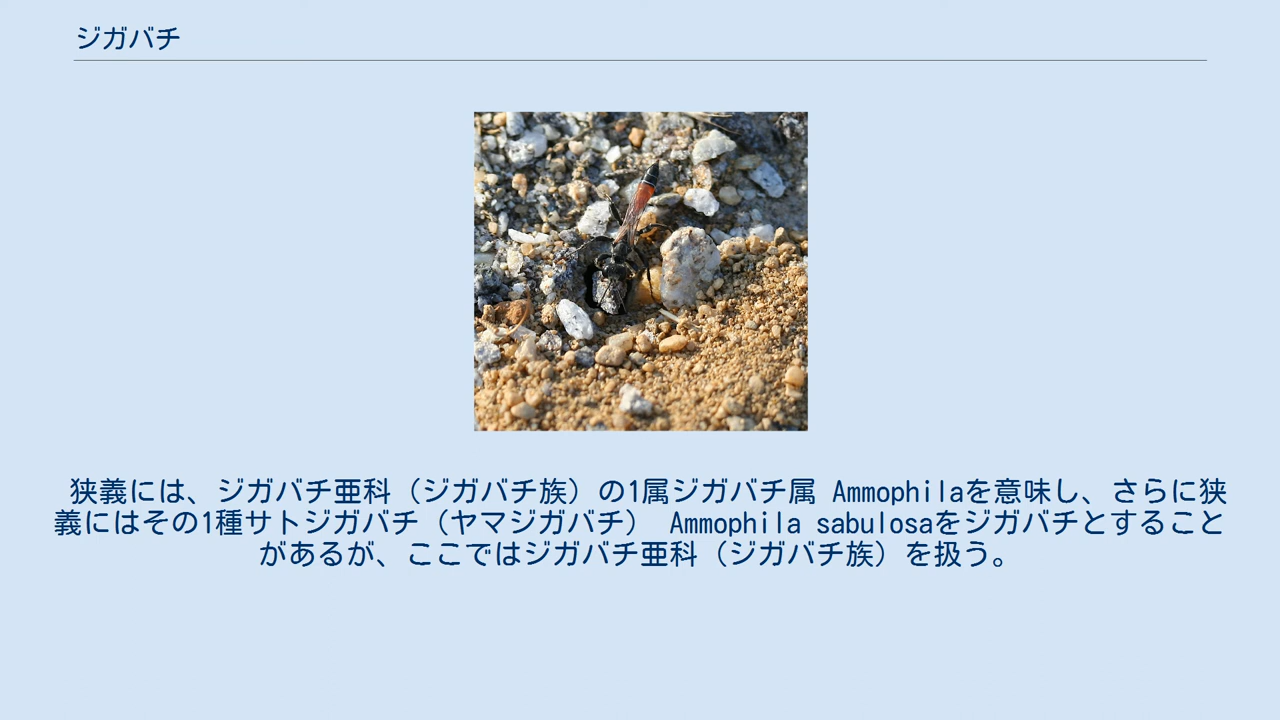 ジガバチ
狭義には、ジガバチ亜科（ジガバチ族）の1属ジガバチ属 Ammophilaを意味し、さらに狭
義にはその1種サトジガバチ（ヤマジガバチ） Ammophila sabulosaをジガバチとすること
があるが、ここではジガバチ亜科（ジガバチ族）を扱う。